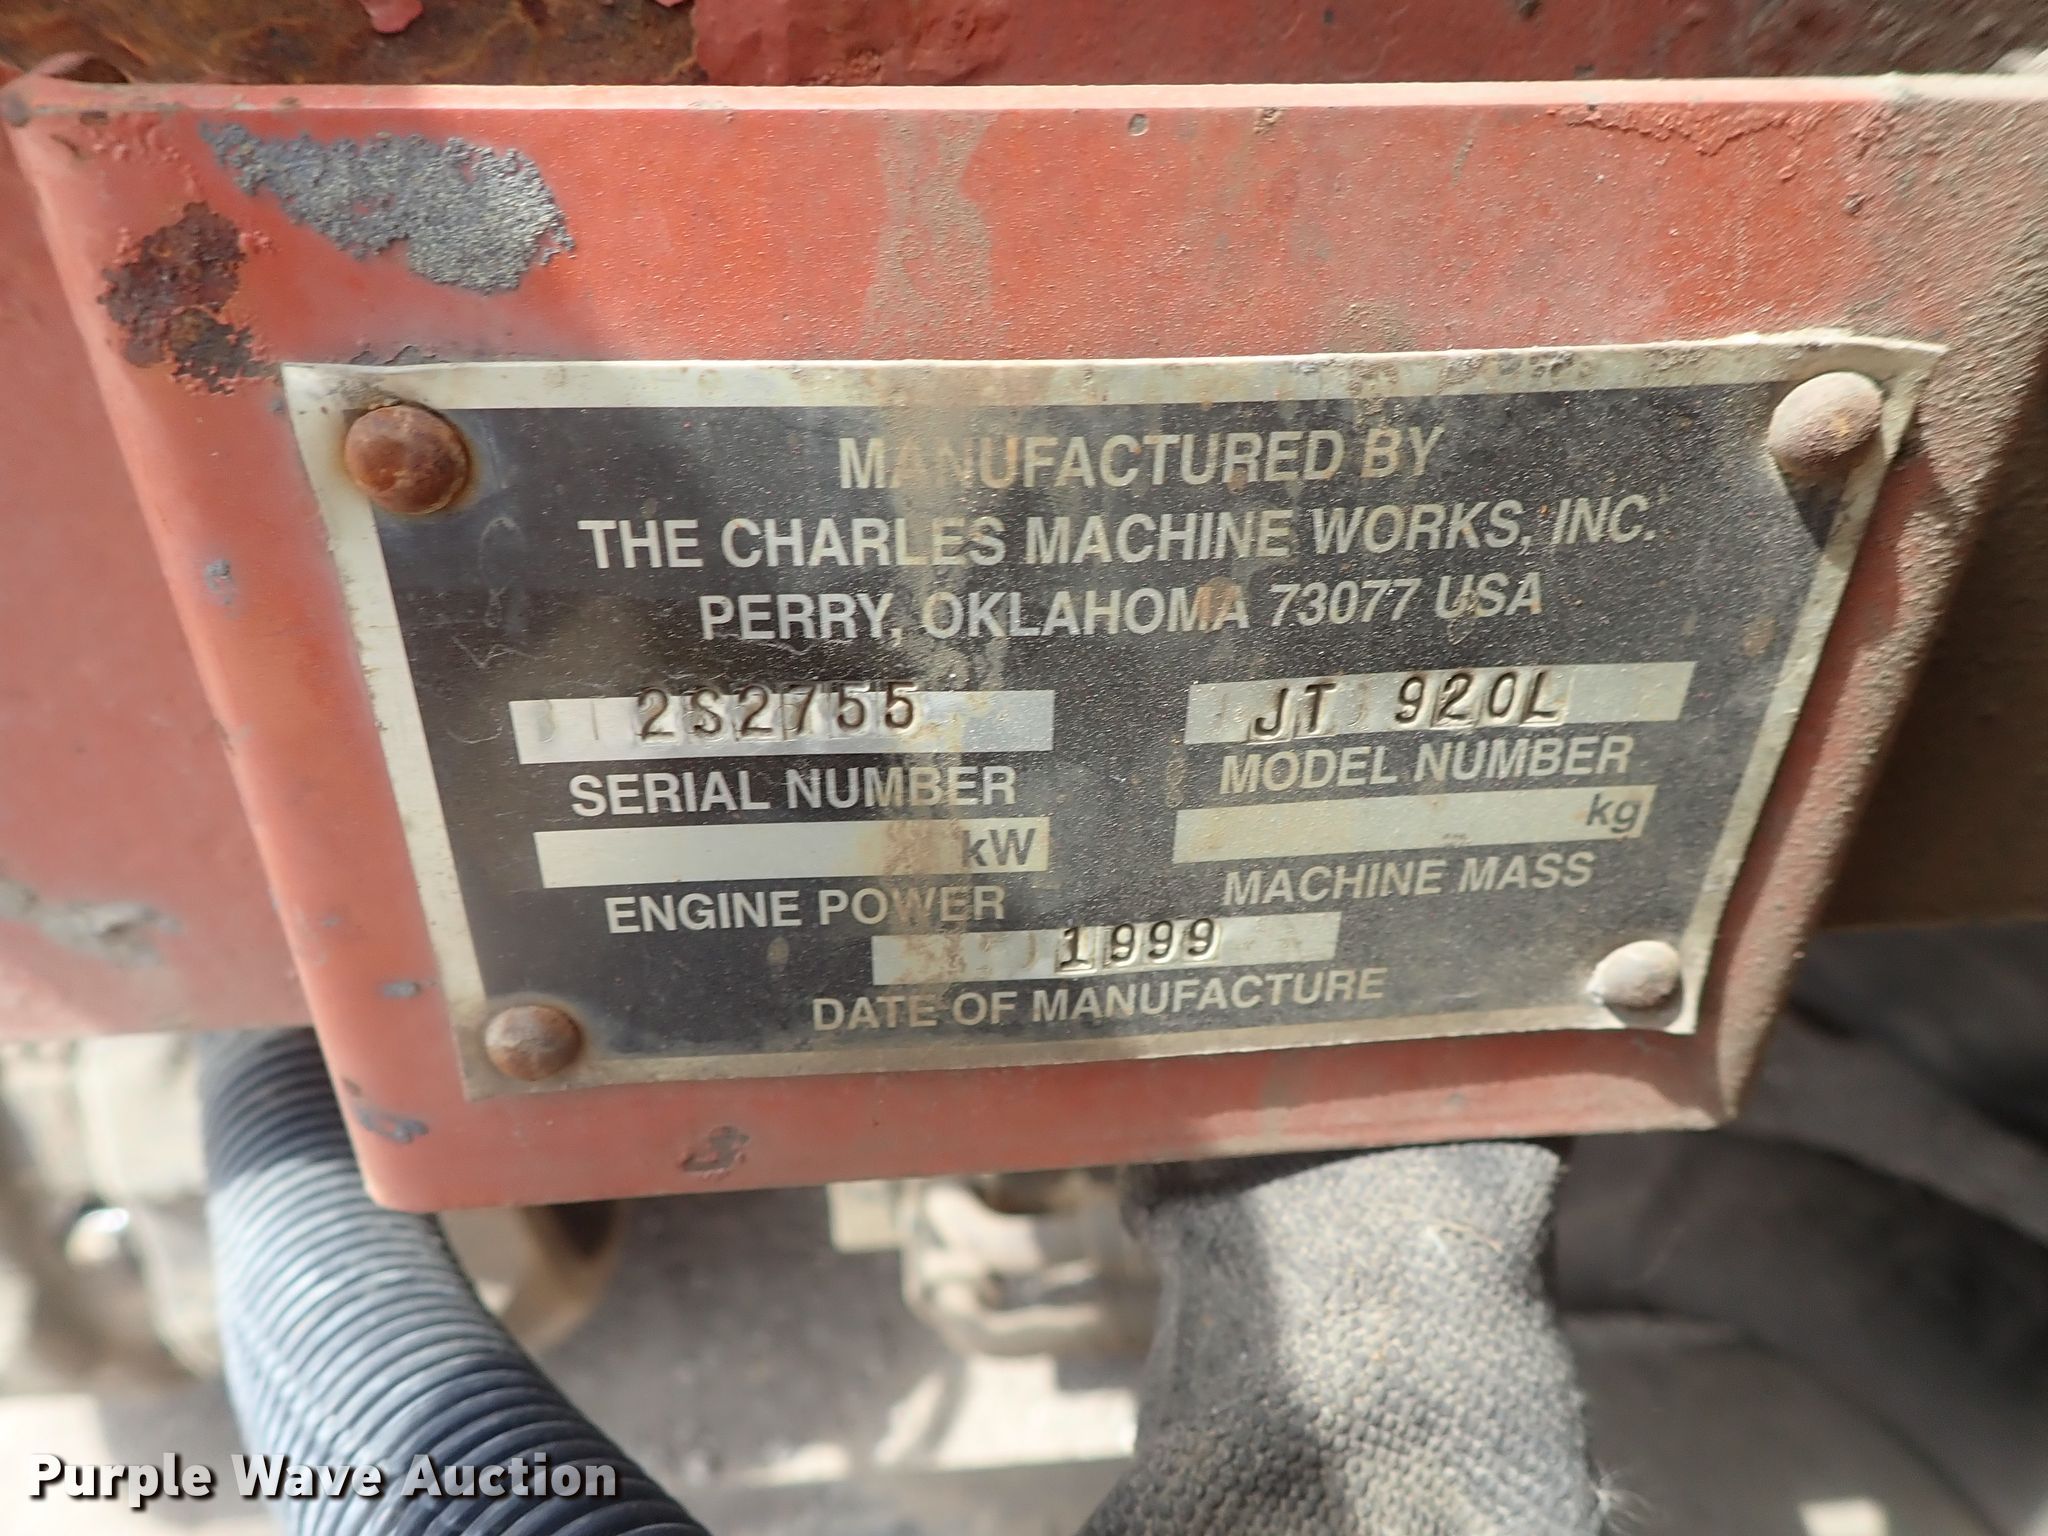 MANUFACTURED BY
THE CHARLES MACHINE WORKS, INC.
PERRY, OKLAHOMA 73077 USA
2S2755 JT 920L
SERIAL NUMBER MODEL NUMBER
kW kg
ENGINE POWER MACHINE MASS
1999
DATE OF MANUFACTURE
Purple Wave Auction